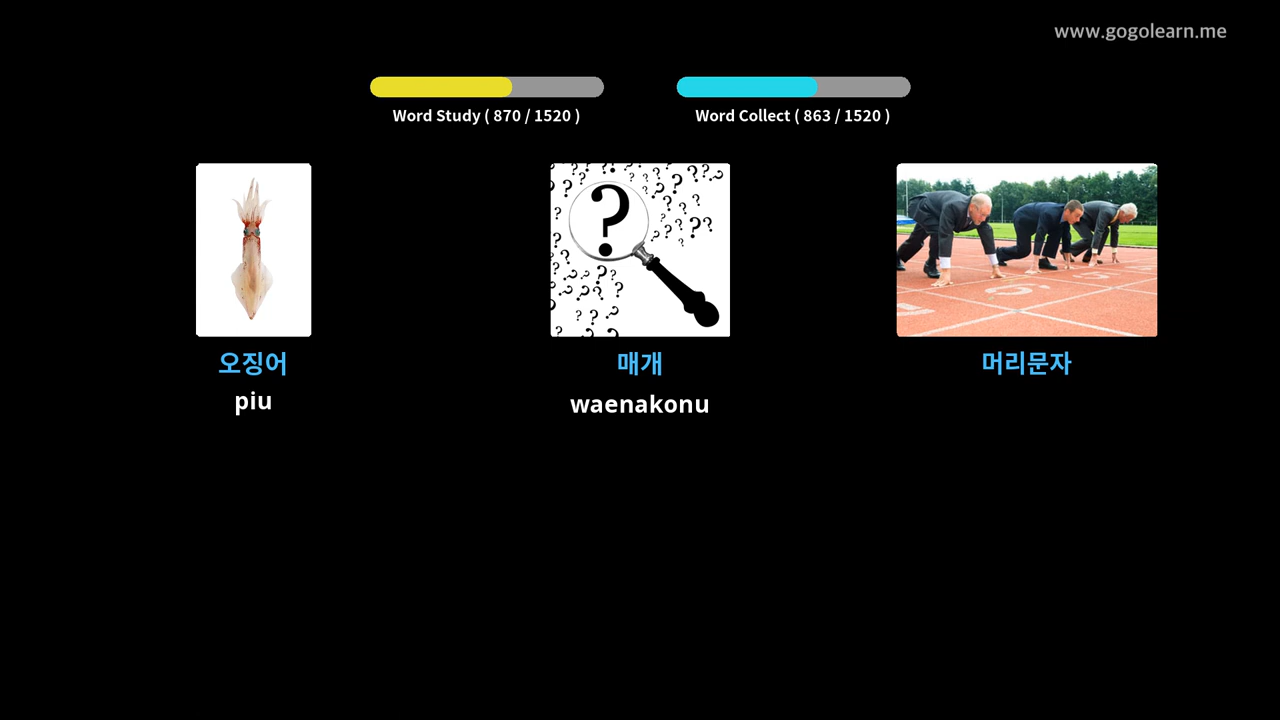 www.gogolearn.me
Word Study ( 870 / 1520 )
Word Collect ( 863 / 1520 )
오징어
매개
머리문자
piu
waenakonu